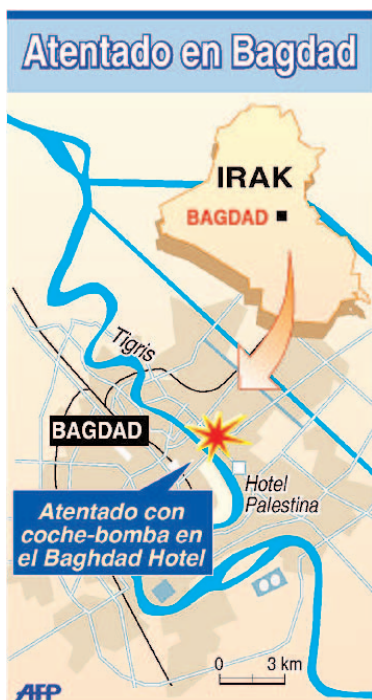 Atentado en Bagdad
IRAK
BAGDAD
Tigris
BAGDAD
Hotel
Palestina
Atentado con
coche-bomba en
el Baghdad Hotel
0 3 km
AFP